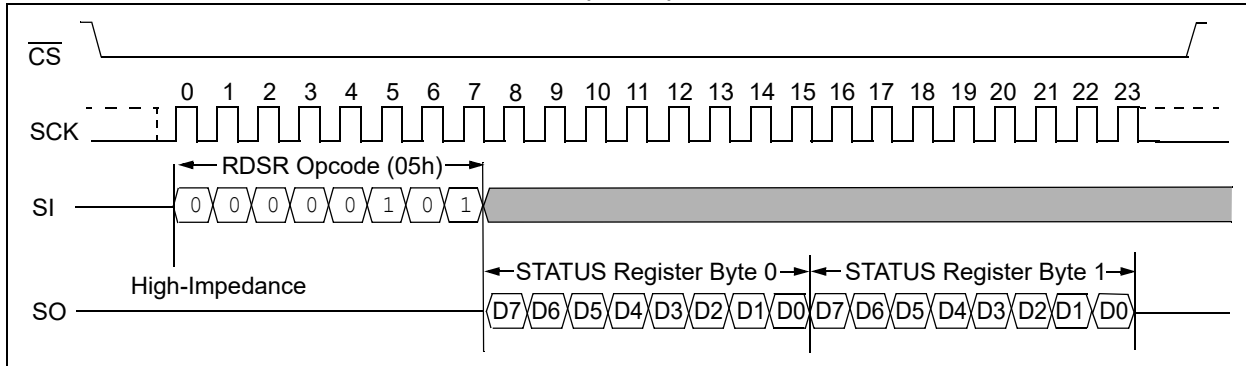 CS
0 1 2 3 4 5 6 7 8 9 10 11 12 13 14 15 16 17 18 19 20 21 22 23
SCK
RDSR Opcode (05h)
SI 0 0 0 0 0 1 0 1
STATUS Register Byte 0 STATUS Register Byte 1
High-Impedance
SO D7 D6 D5 D4 D3 D2 D1 D0 D7 D6 D5 D4 D3 D2 D1 D0